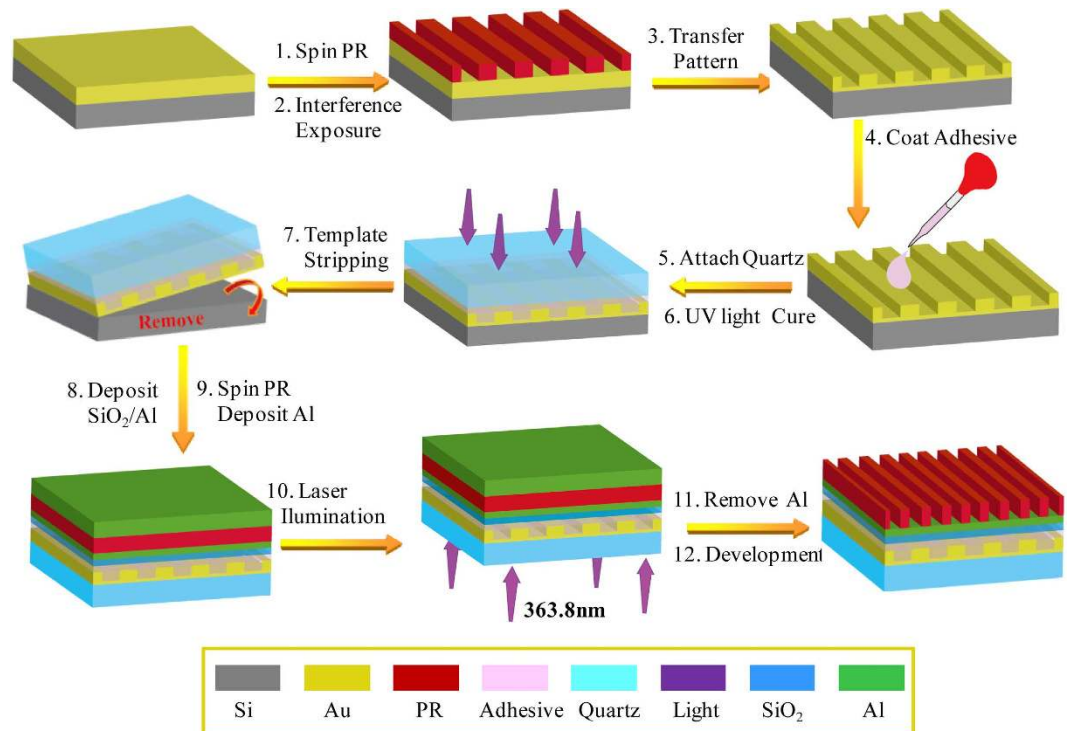 1. Spin PR
2. Interference
Exposure
3. Transfer
Pattern
4. Coat Adhesive
5. Attach Quartz
6. UV light Cure
7. Template
Stripping
Remove
8. Deposit
SiO₂/Al
9. Spin PR
Deposit Al
10. Laser
Illumination
363.8nm
11. Remove Al
12. Development
Si Au PR Adhesive Quartz Light SiO₂ Al